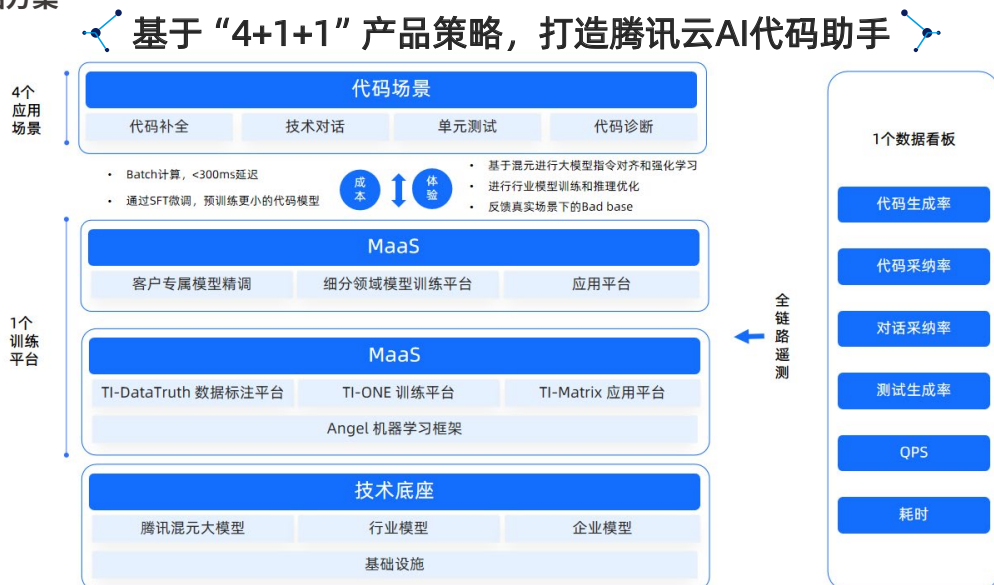 基于“4+1+1”产品策略，打造腾讯云AI代码助手
4个
应用
场景
代码场景
代码补全
技术对话
单元测试
代码诊断
• Batch计算，<300ms延迟
• 通过SFT微调，预训练更小的代码模型
成
本
体
验
• 基于混元进行大模型指令对齐和强化学习
• 进行行业模型训练和推理优化
• 反馈真实场景下的Bad base
1个
训练
平台
MaaS
客户专属模型精调
细分领域模型训练平台
应用平台
MaaS
TI-DataTruth 数据标注平台
TI-ONE 训练平台
TI-Matrix 应用平台
Angel 机器学习框架
技术底座
腾讯混元大模型
行业模型
企业模型
基础设施
全
链
路
遥
测
1个数据看板
代码生成率
代码采纳率
对话采纳率
测试生成率
QPS
耗时